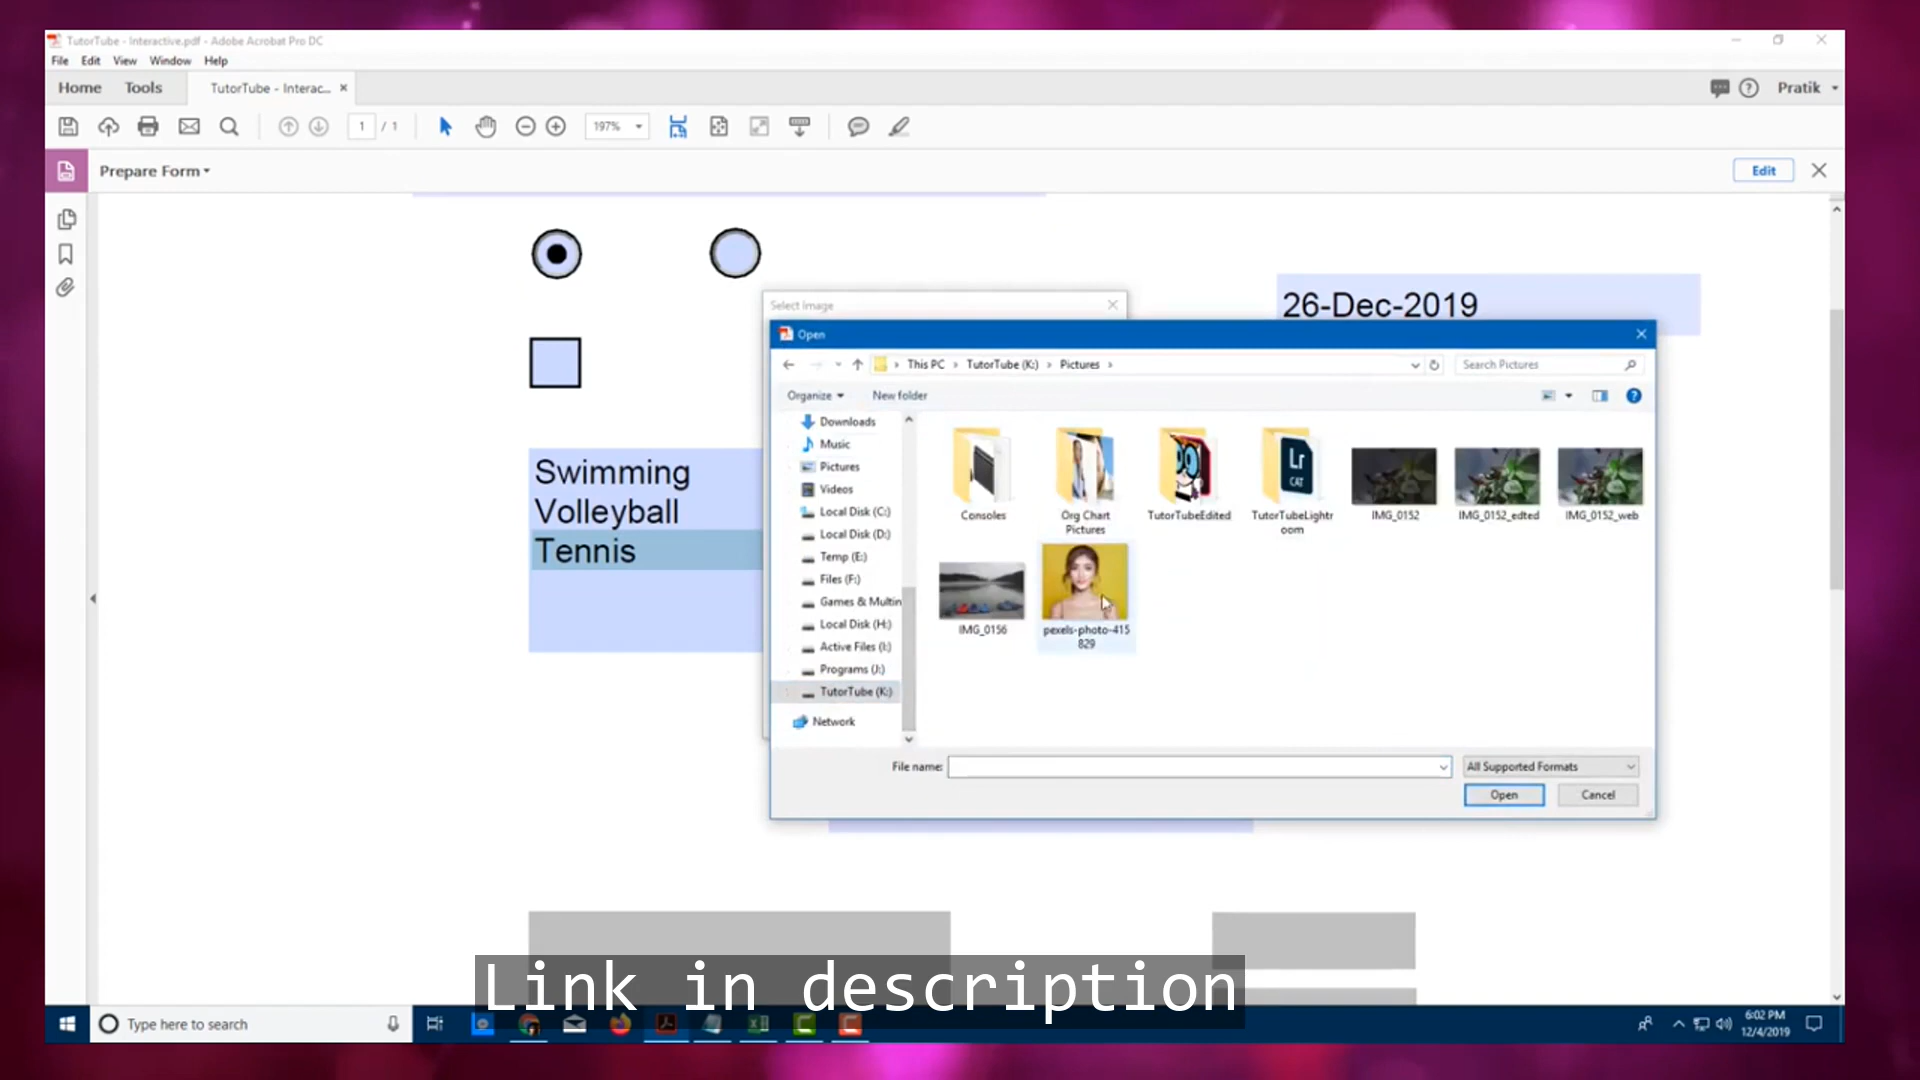 TutorTube - Interactive.pdf - Adobe Acrobat Pro DC
File Edit View Window Help
Home Tools TutorTube - Interac...
Pratik
1 / 1
197%
Prepare Form
Edit
26-Dec-2019
Swimming
Volleyball
Tennis
Select Image
Open
This PC > TutorTube (K:) > Pictures >
Search Pictures
Organize
New folder
Downloads
Music
Pictures
Videos
Local Disk (C:)
Local Disk (D:)
Temp (E:)
Files (F:)
Games & Multin
Local Disk (H:)
Active Files (I:)
Programs (J:)
TutorTube (K:)
Network
Consoles
Org Chart
Pictures
TutorTubeEdited
TutorTubeLightr
oom
Lr
CAT
IMG_0152
IMG_0152_edted
IMG_0152_web
IMG_0156
pexels-photo-415
829
File name:
All Supported Formats
Open
Cancel
Link in description
Type here to search
6:02 PM
12/4/2019